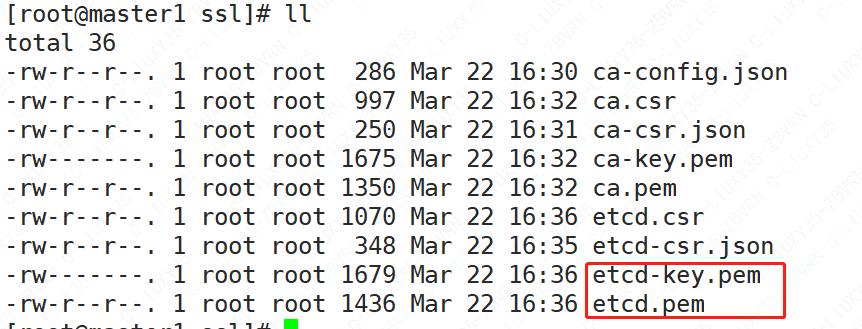 [root@master1 ssl]# ll
total 36
-rw-r--r--. 1 root root  286 Mar 22 16:30 ca-config.json
-rw-r--r--. 1 root root  997 Mar 22 16:32 ca.csr
-rw-r--r--. 1 root root  250 Mar 22 16:31 ca-csr.json
-rw-------. 1 root root 1675 Mar 22 16:32 ca-key.pem
-rw-r--r--. 1 root root 1350 Mar 22 16:32 ca.pem
-rw-r--r--. 1 root root 1070 Mar 22 16:36 etcd.csr
-rw-r--r--. 1 root root  348 Mar 22 16:35 etcd-csr.json
-rw-------. 1 root root 1679 Mar 22 16:36 etcd-key.pem
-rw-r--r--. 1 root root 1436 Mar 22 16:36 etcd.pem
[root@master1 ssl]#